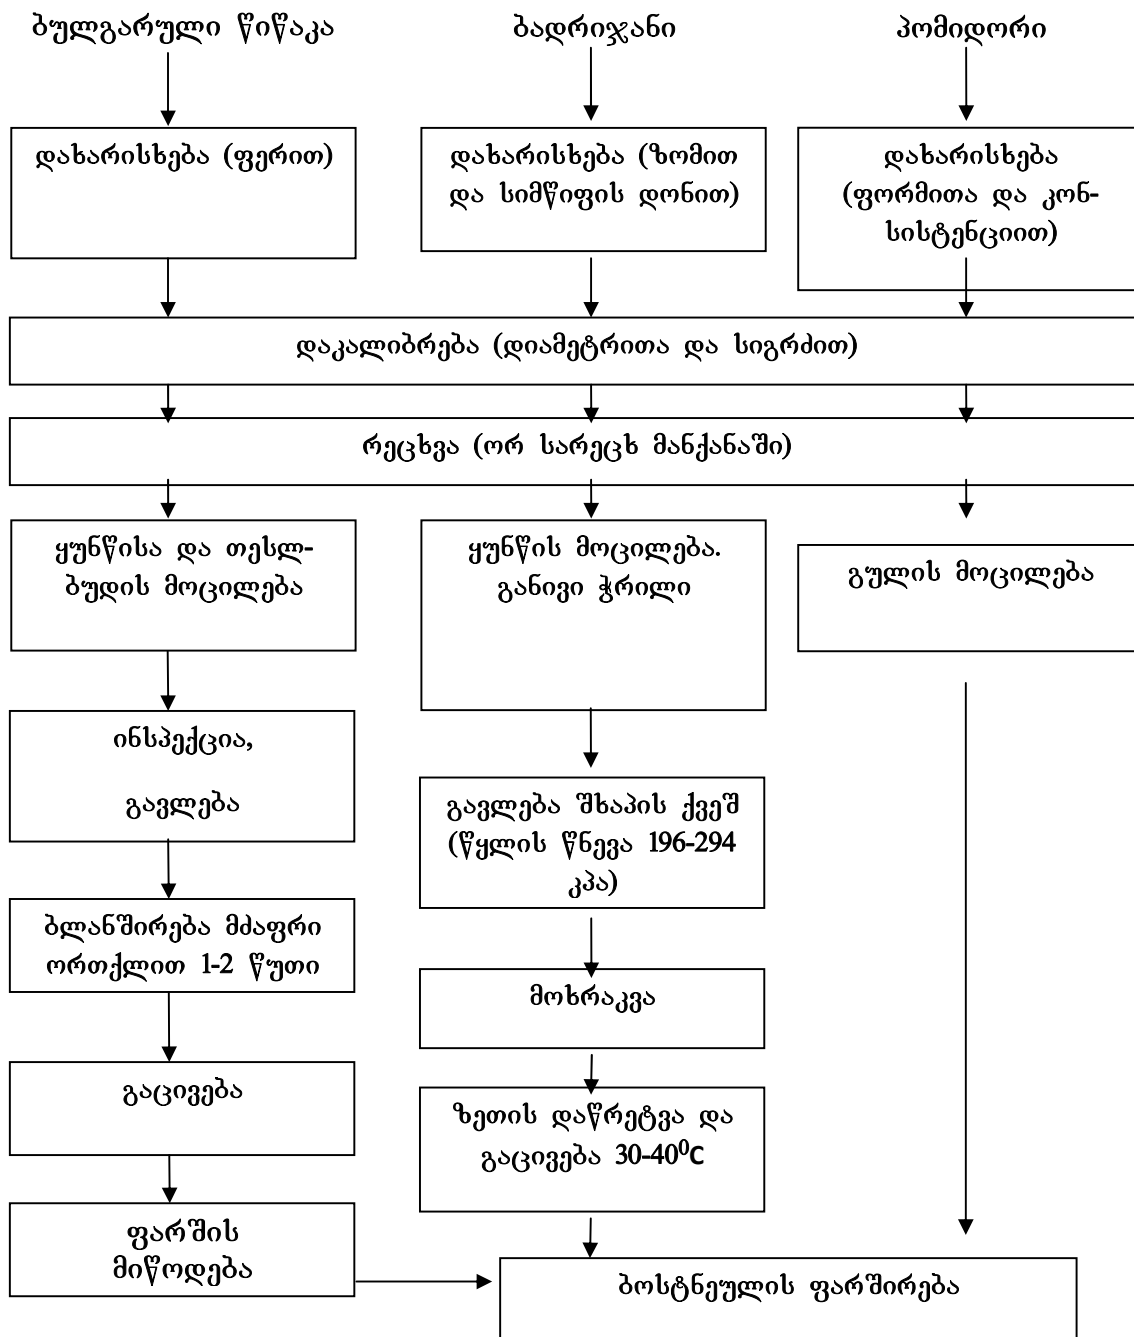 ბულგარული წიწაკა
ბადრიჯანი
პომიდორი
დახარისხება (ფერით)
დახარისხება (ზომით
და სიმწიფის დონით)
დახარისხება
(ფორმითა და კონ-
სისტენციით)
დაკალიბრება (დიამეტრითა და სიგრძით)
რეცხვა (ორ სარეცხ მანქანაში)
ყუნწისა და თესლ-
ბუდის მოცილება
ყუნწის მოცილება.
განივი ჭრილი
გულის მოცილება
ინსპექცია,
გავლება
გავლება შხაპის ქვეშ
(წყლის წნევა 196-294
კპა)
ბლანშირება მძაფრი
ორთქლით 1-2 წუთი
მოხრაკვა
გაცივება
ზეთის დაწრეტვა და
გაცივება 30-40⁰C
ფარშის
მიწოდება
ბოსტნეულის ფარშირება